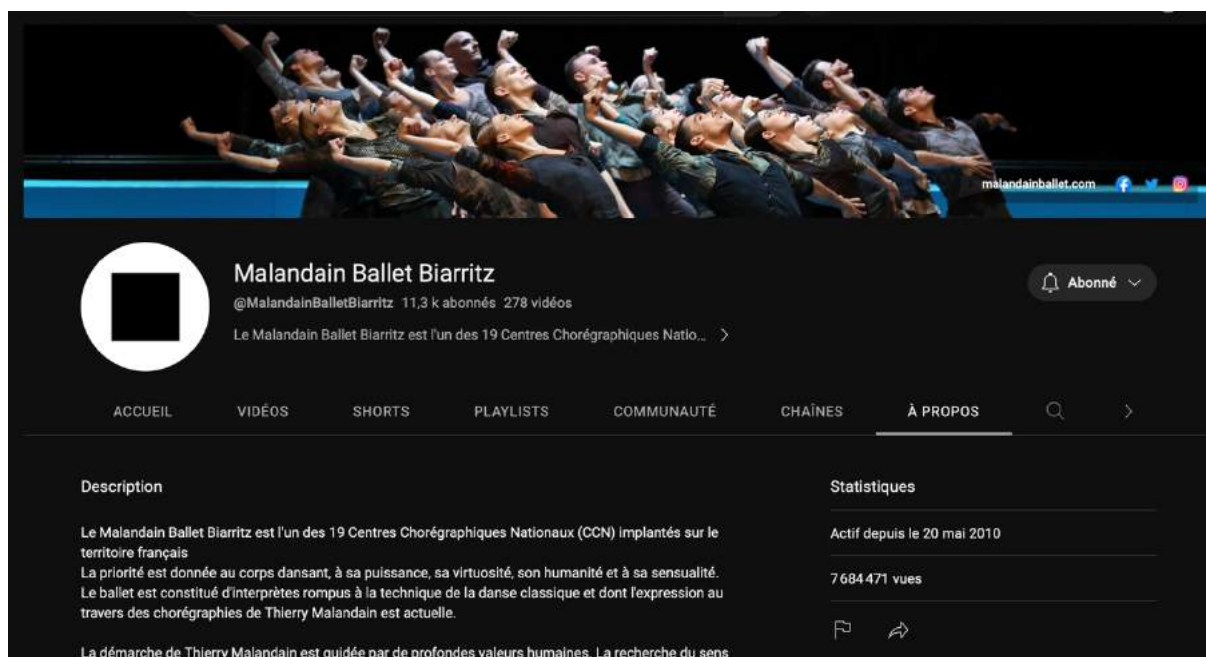 malandainballet.com
Malandain Ballet Biarritz
@MalandainBalletBiarritz 11,3 k abonnés 278 vidéos
Le Malandain Ballet Biarritz est l'un des 19 Centres Chorégraphiques Natio...
Abonné
ACCUEIL VIDÉOS SHORTS PLAYLISTS COMMUNAUTÉ CHAÎNES À PROPOS
Description
Le Malandain Ballet Biarritz est l'un des 19 Centres Chorégraphiques Nationaux (CCN) implantés sur le
territoire français
La priorité est donnée au corps dansant, à sa puissance, sa virtuosité, son humanité et à sa sensualité.
Le ballet est constitué d'interprètes rompus à la technique de la danse classique et dont l'expression au
travers des chorégraphies de Thierry Malandain est actuelle.
La démarche de Thierry Malandain est guidée par de profondes valeurs humaines. La recherche du sens
Statistiques
Actif depuis le 20 mai 2010
7 684 471 vues